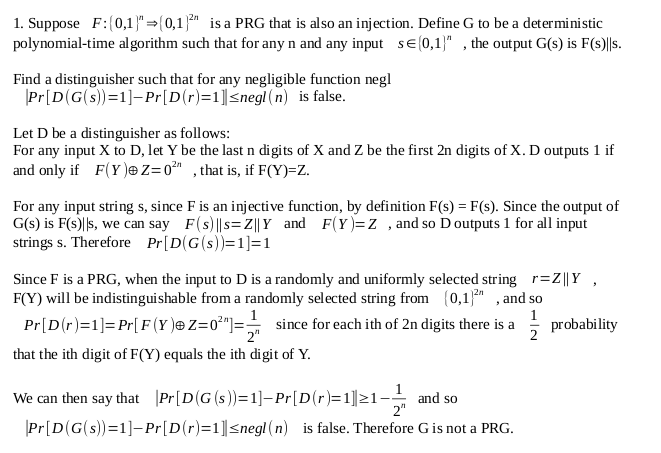 1. Suppose F:{0,1}^n ⇒{0,1}^{2n} is a PRG that is also an injection. Define G to be a deterministic
polynomial-time algorithm such that for any n and any input s∈{0,1}^n , the output G(s) is F(s)||s.
Find a distinguisher such that for any negligible function negl
|Pr[D(G(s))=1]−Pr[D(r)=1]|≤negl(n) is false.
Let D be a distinguisher as follows:
For any input X to D, let Y be the last n digits of X and Z be the first 2n digits of X. D outputs 1 if
and only if F(Y)⊕Z=0^{2n} , that is, if F(Y)=Z.
For any input string s, since F is an injective function, by definition F(s) = F(s). Since the output of
G(s) is F(s)||s, we can say F(s)||s=Z||Y and F(Y)=Z , and so D outputs 1 for all input
strings s. Therefore Pr[D(G(s))=1]=1
Since F is a PRG, when the input to D is a randomly and uniformly selected string r=Z||Y ,
F(Y) will be indistinguishable from a randomly selected string from {0,1}^{2n} , and so
Pr[D(r)=1]=Pr[F(Y)⊕Z=0^{2n}]=1/2^n since for each ith of 2n digits there is a 1/2 probability
that the ith digit of F(Y) equals the ith digit of Y.
We can then say that |Pr[D(G(s))=1]−Pr[D(r)=1]|≥1−1/2^n and so
|Pr[D(G(s))=1]−Pr[D(r)=1]|≤negl(n) is false. Therefore G is not a PRG.